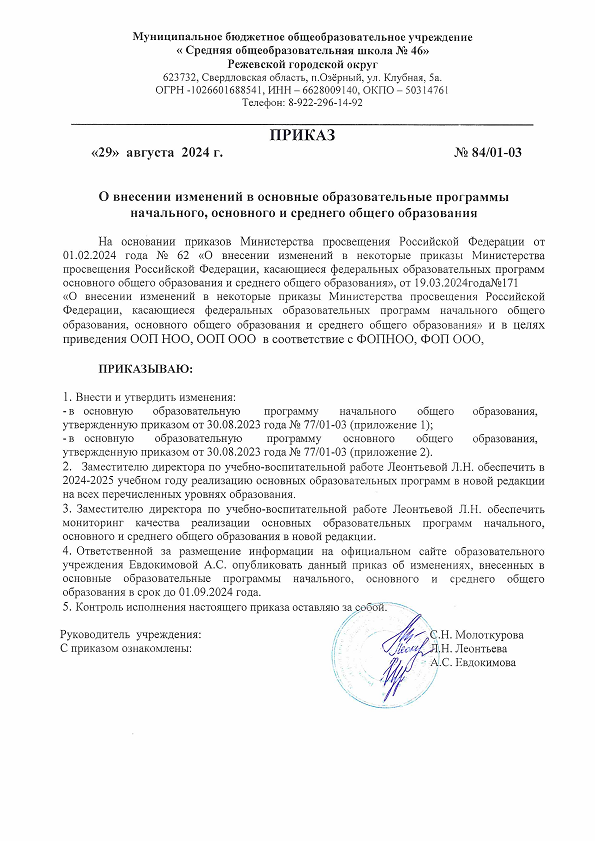 Муниципальное бюджетное общеобразовательное учреждение
« Средняя общеобразовательная школа № 46»
Режевской городской округ
623732, Свердловская область, п.Озёрный, ул. Клубная, 5а.
ОГРН -1026601688541, ИНН – 6628009140, ОКПО – 50314761
Телефон: 8-922-296-14-92
ПРИКАЗ
«29» августа 2024 г. № 84/01-03
О внесении изменений в основные образовательные программы
начального, основного и среднего общего образования
На основании приказов Министерства просвещения Российской Федерации от
01.02.2024 года № 62 «О внесении изменений в некоторые приказы Министерства
просвещения Российской Федерации, касающиеся федеральных образовательных программ
основного общего образования и среднего общего образования», от 19.03.2024года№171
«О внесении изменений в некоторые приказы Министерства просвещения Российской
Федерации, касающие федеральных образовательных программ начального общего
образования, основного общего образования и среднего общего образования» и в целях
приведения ООП НОО, ООП ООО в соответствие с ФОПНОО, ФОП ООО,
ПРИКАЗЫВАЮ:
1. Внести и утвердить изменения:
- в основную образовательную программу начального общего образования,
утвержденную приказом от 30.08.2023 года № 77/01-03 (приложение 1);
- в основную образовательную программу основного общего образования,
утвержденную приказом от 30.08.2023 года № 77/01-03 (приложение 2).
2. Заместителю директора по учебно-воспитательной работе Леонтьевой Л.Н. обеспечить в
2024-2025 учебном году реализацию основных образовательных программ в новой редакции
на всех перечисленных уровнях образования.
3. Заместителю директора по учебно-воспитательной работе Леонтьевой Л.Н. обеспечить
мониторинг качества реализации основных образовательных программ начального,
основного и среднего общего образования в новой редакции.
4. Ответственной за размещение информации на официальном сайте образовательного
учреждения Евдокимовой А.С. опубликовать данный приказ об изменениях, внесенных в
основные образовательные программы начального, основного и среднего общего
образования в срок до 01.09.2024 года.
5. Контроль исполнения настоящего приказа оставляю за собой.
Руководитель учреждения: С.Н. Молоткурова
С приказом ознакомлены: Л.Н. Леонтьева
А.С. Евдокимова